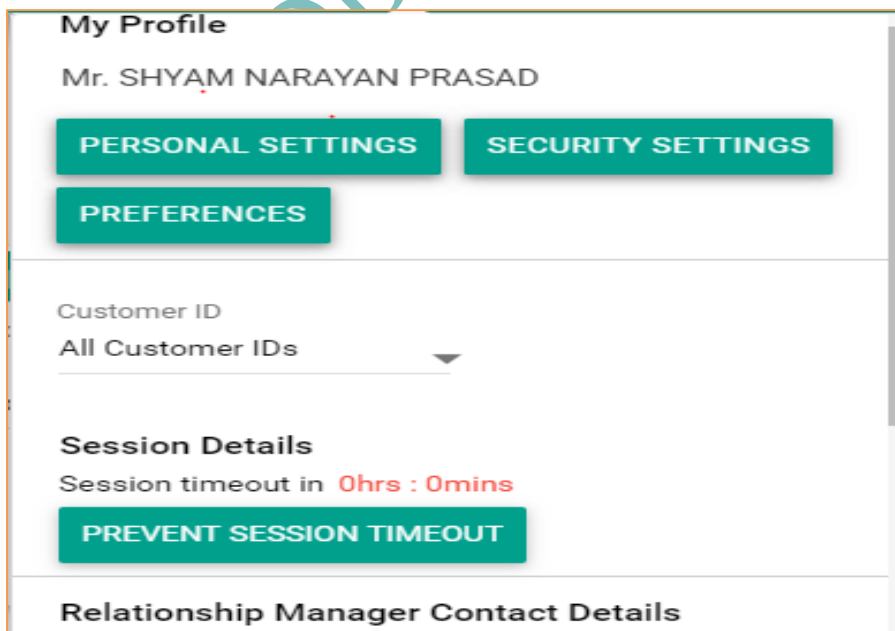 My Profile
Mr. SHYAM NARAYAN PRASAD
PERSONAL SETTINGS SECURITY SETTINGS
PREFERENCES
Customer ID
All Customer IDs
Session Details
Session timeout in 0hrs : 0mins
PREVENT SESSION TIMEOUT
Relationship Manager Contact Details